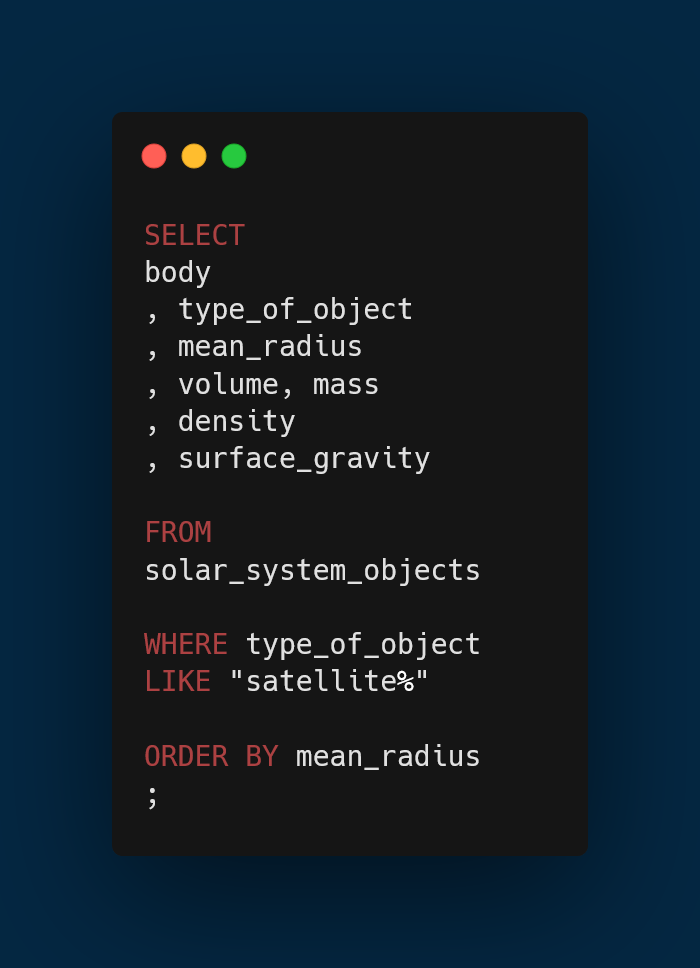 SELECT
body
, type_of_object
, mean_radius
, volume, mass
, density
, surface_gravity
FROM
solar_system_objects
WHERE type_of_object
LIKE "satellite%"
ORDER BY mean_radius
;